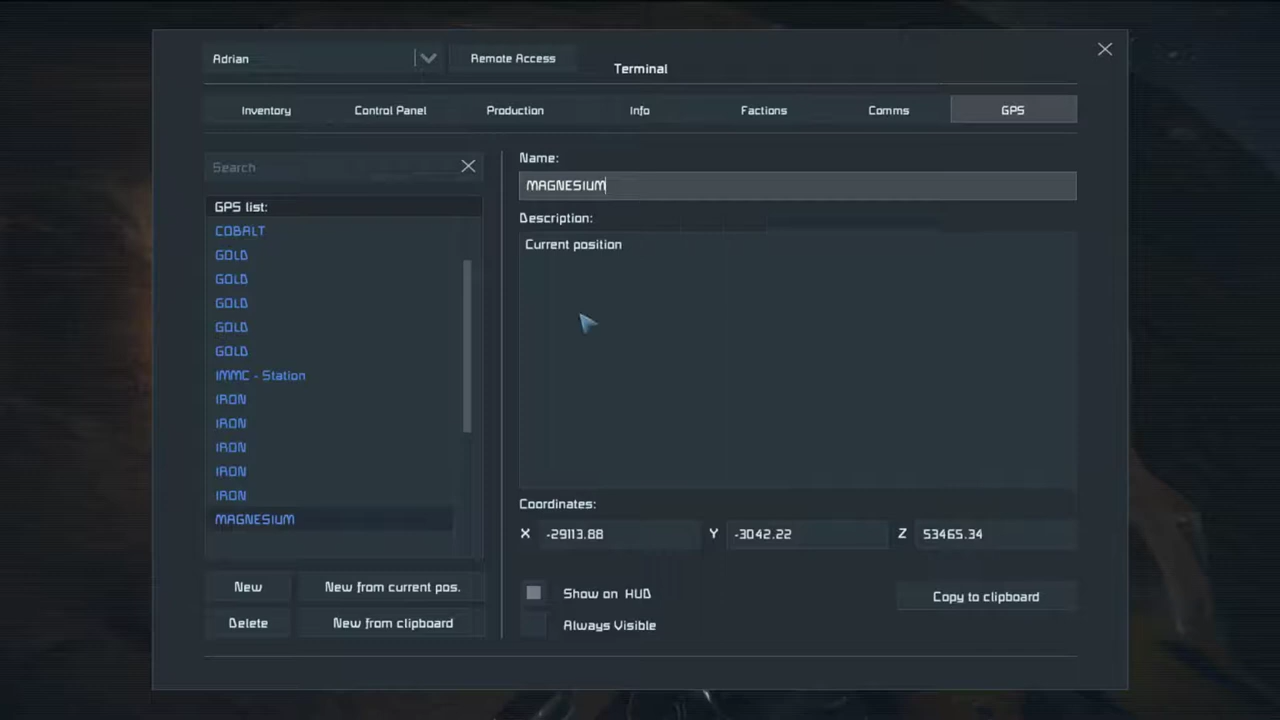 Adrian
Remote Access
Terminal
Inventory
Control Panel
Production
Info
Factions
Comms
GPS
Search
GPS list:
COBALT
GOLD
GOLD
GOLD
GOLD
GOLD
IMMC - Station
IRON
IRON
IRON
IRON
IRON
MAGNESIUM
New
New from current pos.
Delete
New from clipboard
Name:
MAGNESIUM
Description:
Current position
Coordinates:
X -29113.88 Y -3042.22 Z 53465.34
Show on HUD
Copy to clipboard
Always Visible